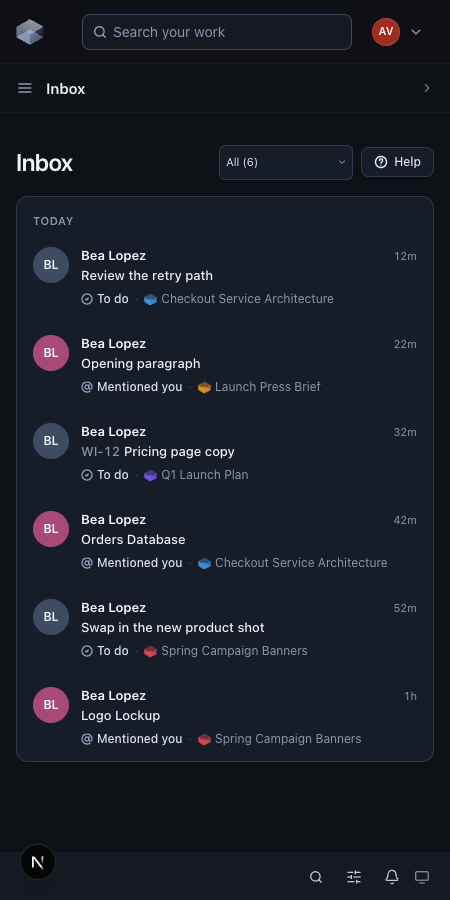 Search your work
AV
Inbox
Inbox
All (6)
Help
TODAY
BL
Bea Lopez
12m
Review the retry path
To do · Checkout Service Architecture
BL
Bea Lopez
22m
Opening paragraph
Mentioned you · Launch Press Brief
BL
Bea Lopez
32m
WI-12 Pricing page copy
To do · Q1 Launch Plan
BL
Bea Lopez
42m
Orders Database
Mentioned you · Checkout Service Architecture
BL
Bea Lopez
52m
Swap in the new product shot
To do · Spring Campaign Banners
BL
Bea Lopez
1h
Logo Lockup
Mentioned you · Spring Campaign Banners
N